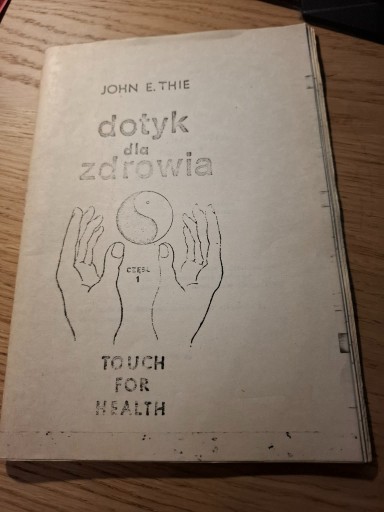 JOHN E. THIE
dotyk
dla
zdrowia
CZĘŚĆ
1
TOUCH
FOR
HEALTH